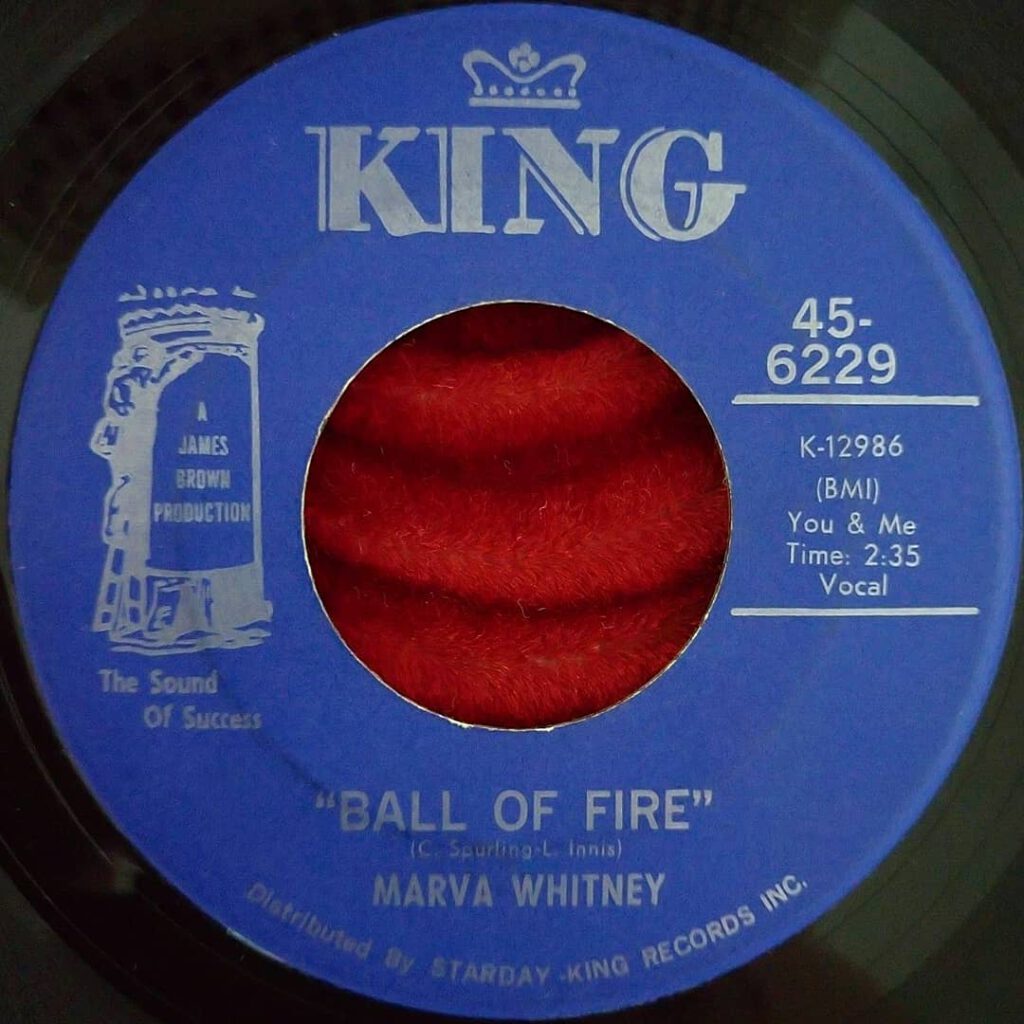 KING
45-
6229
K-12986
(BMI)
You & Me
Time: 2:35
Vocal
A
JAMES
BROWN
PRODUCTION
The Sound
Of Success
"BALL OF FIRE"
(C. Spurling-L. Innis)
MARVA WHITNEY
Distributed By STARDAY-KING RECORDS INC.